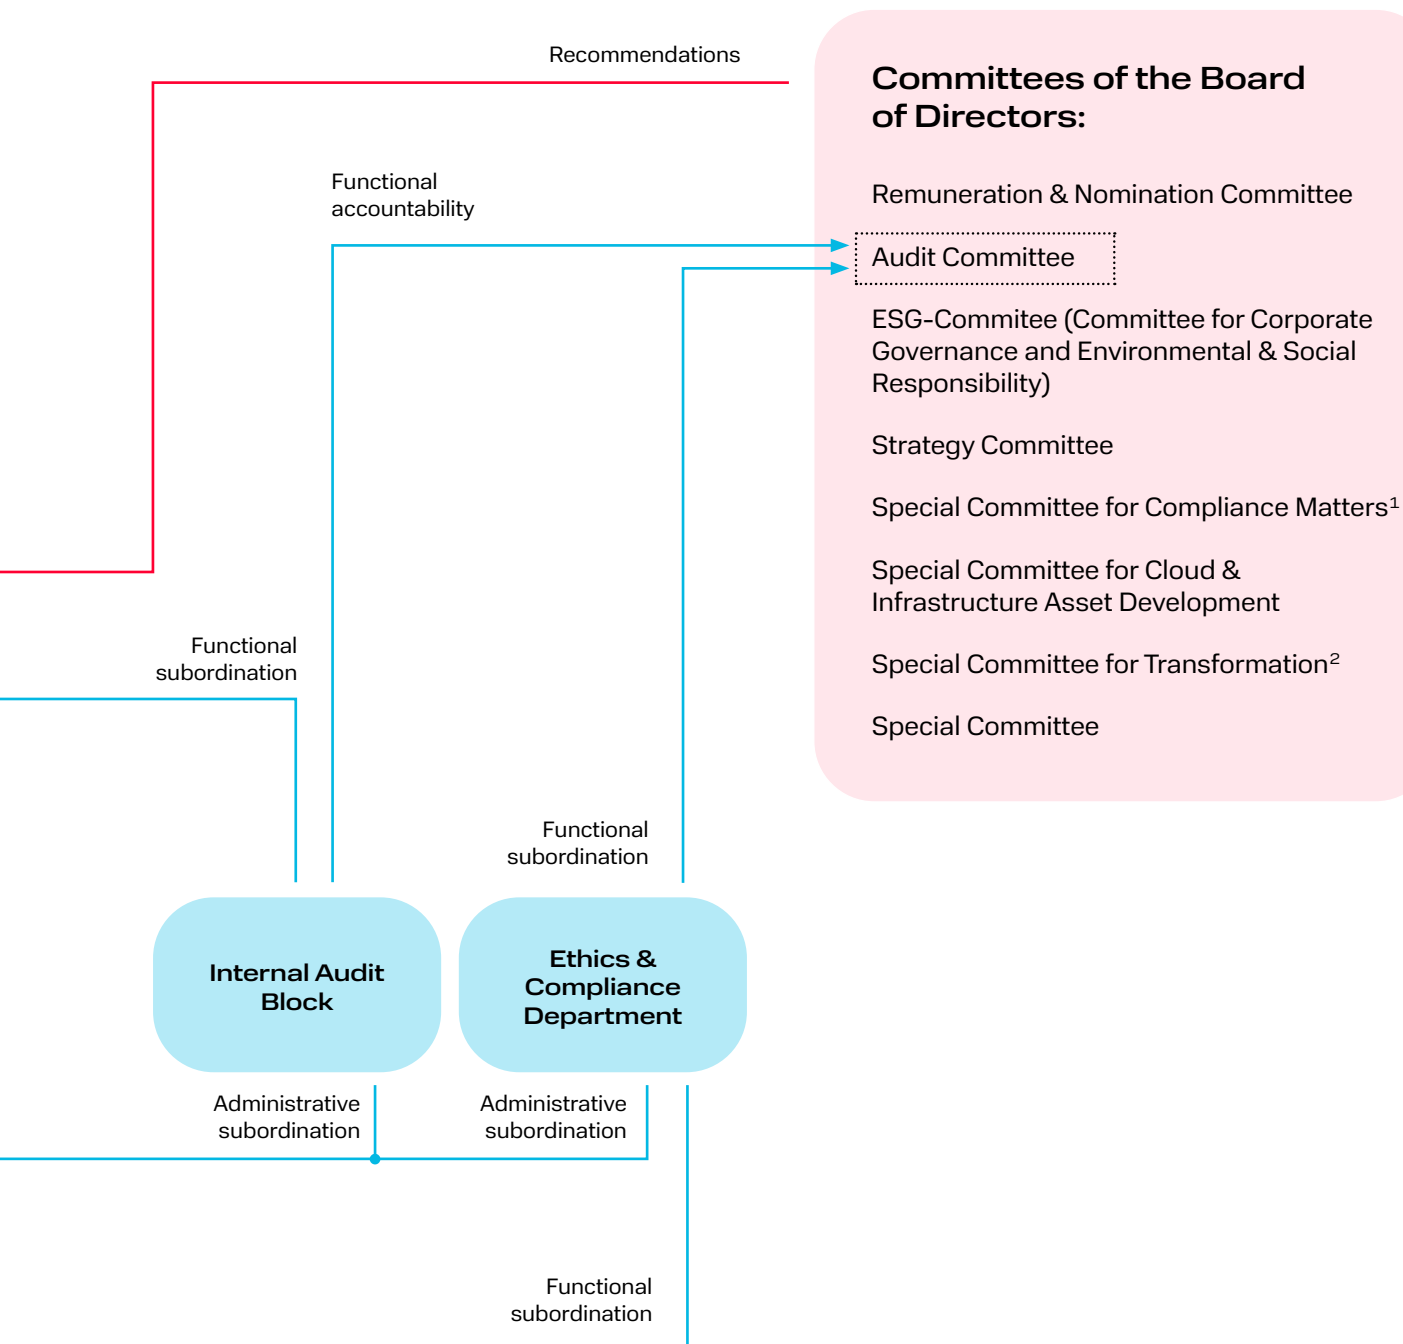 Recommendations
Committees of the Board
of Directors:
Functional
accountability
Remuneration & Nomination Committee
Audit Committee
ESG-Commitee (Committee for Corporate
Governance and Environmental & Social
Responsibility)
Strategy Committee
Special Committee for Compliance Matters¹
Special Committee for Cloud &
Infrastructure Asset Development
Special Committee for Transformation²
Special Committee
Functional
subordination
Functional
subordination
Internal Audit
Block
Ethics &
Compliance
Department
Administrative
subordination
Administrative
subordination
Functional
subordination